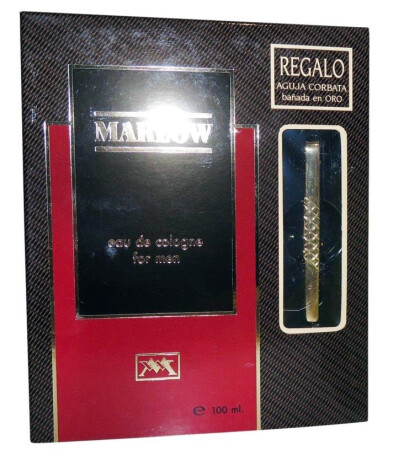 REGALO
AGUJA CORBATA
bañada en ORO
MARLOW
eau de cologne
for men
e 100 ml.